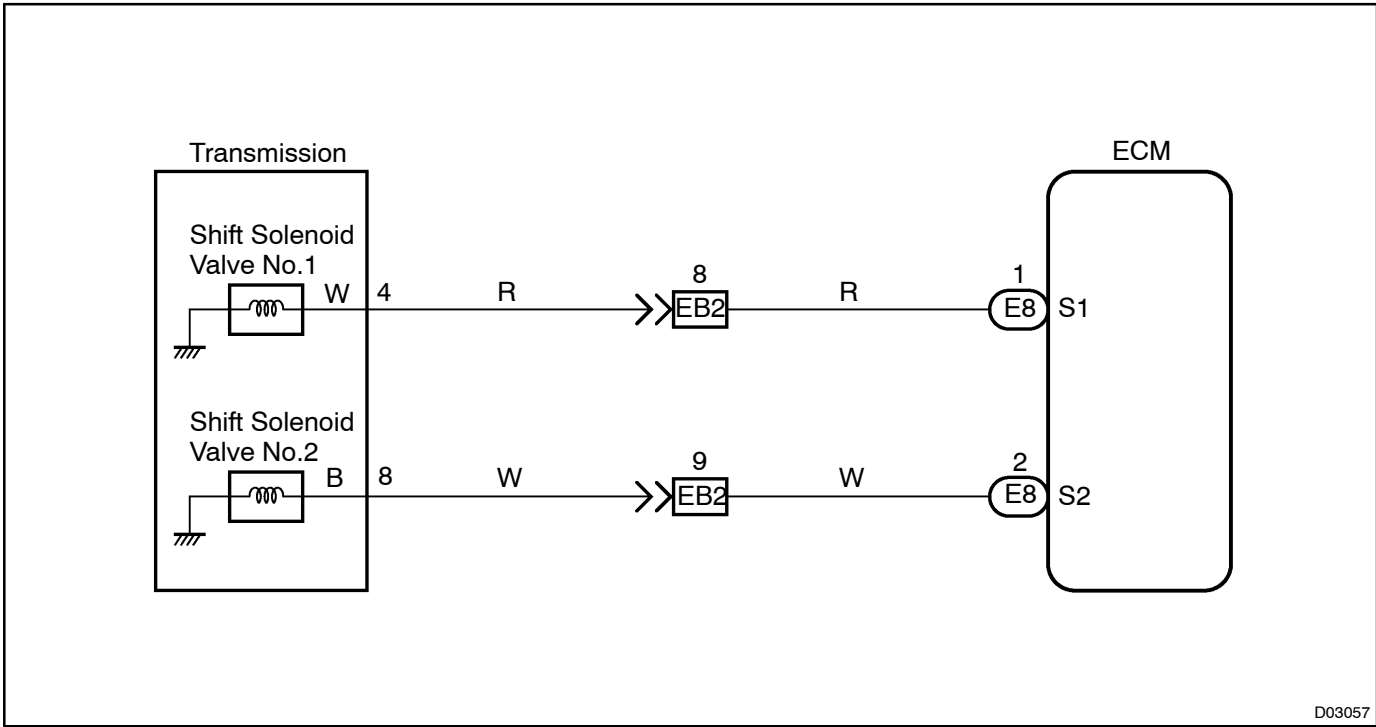 Transmission
ECM
Shift Solenoid
Valve No.1
W 4 R 8 R 1
EB2 E8 S1
Shift Solenoid
Valve No.2
B 8 W 9 W 2
EB2 E8 S2
D03057